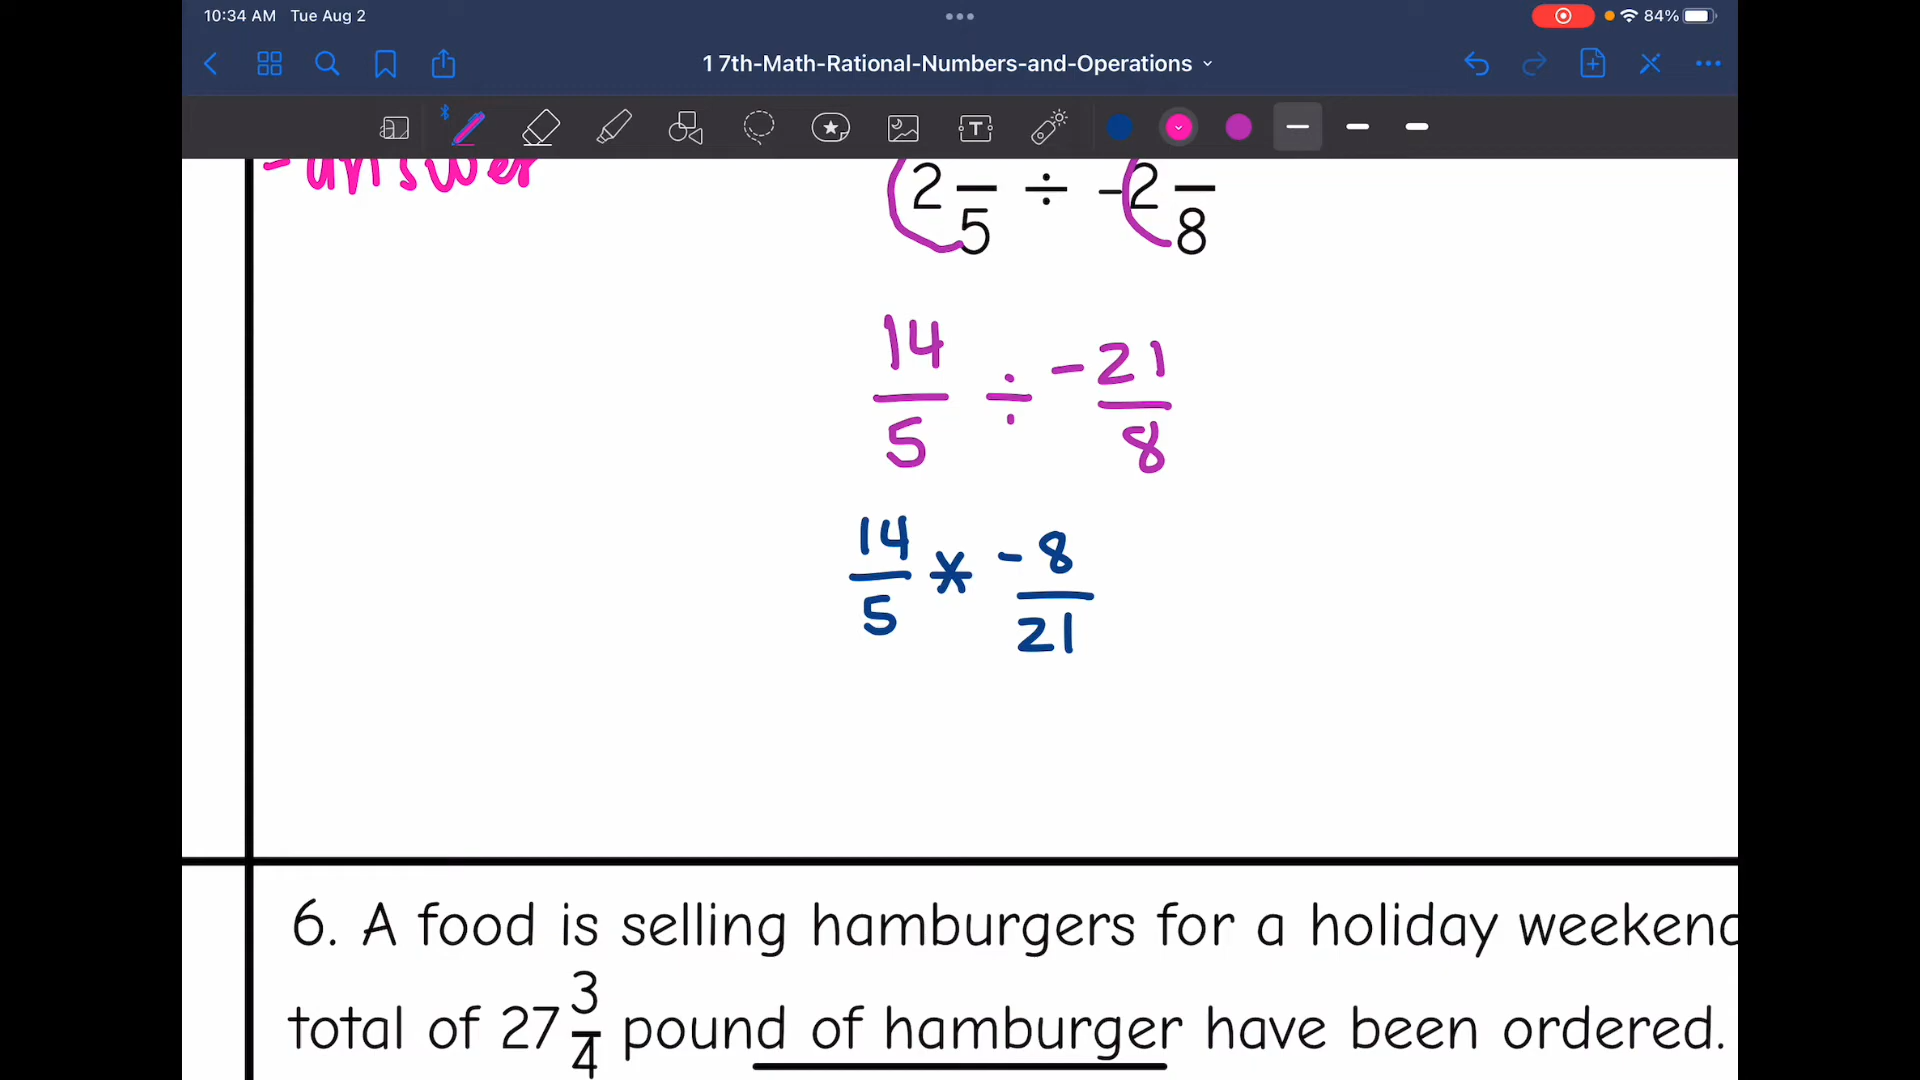 10:34 AM Tue Aug 2
84%
1 7th-Math-Rational-Numbers-and-Operations
T
- answer
2 /5 ÷ -2 /8
14/5 ÷ -21/8
14/5 * -8/21
6. A food is selling hamburgers for a holiday weekend
total of 27 3/4 pound of hamburger have been ordered.